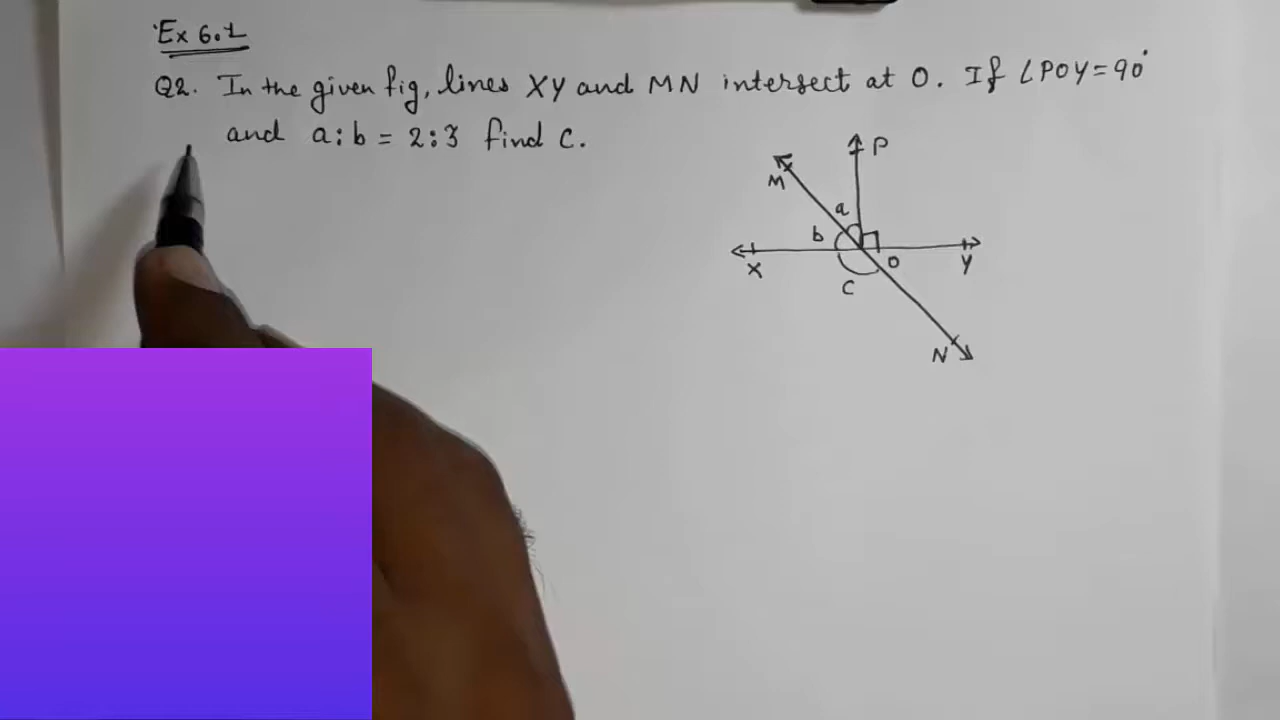 Ex 6.1
Q2. In the given fig, lines XY and MN intersect at O. If ∠POY = 90°
and a:b = 2:3 find C.
P
M
a
b
X
O
Y
C
N